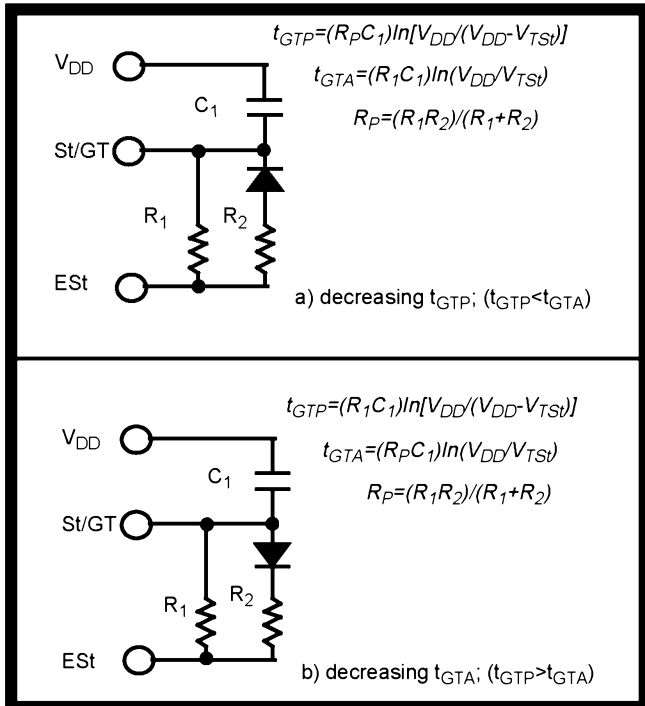 t_GTP=(R_PC_1)ln[V_DD/(V_DD-V_TSt)]
V_DD
t_GTA=(R_1C_1)ln(V_DD/V_TSt)
C_1
R_P=(R_1R_2)/(R_1+R_2)
St/GT
R_1
R_2
ESt
a) decreasing t_GTP; (t_GTP<t_GTA)
t_GTP=(R_1C_1)ln[V_DD/(V_DD-V_TSt)]
V_DD
t_GTA=(R_PC_1)ln(V_DD/V_TSt)
C_1
R_P=(R_1R_2)/(R_1+R_2)
St/GT
R_1
R_2
ESt
b) decreasing t_GTA; (t_GTP>t_GTA)